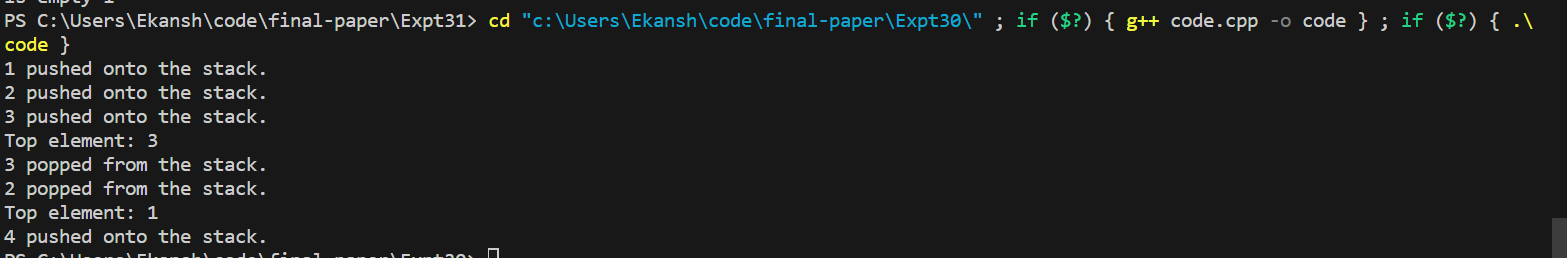 is empty 1
PS C:\Users\Ekansh\code\final-paper\Expt31> cd "c:\Users\Ekansh\code\final-paper\Expt30\" ; if ($?) { g++ code.cpp -o code } ; if ($?) { .\
code }
1 pushed onto the stack.
2 pushed onto the stack.
3 pushed onto the stack.
Top element: 3
3 popped from the stack.
2 popped from the stack.
Top element: 1
4 pushed onto the stack.
PS C:\Users\Ekansh\code\final-paper\Expt30>